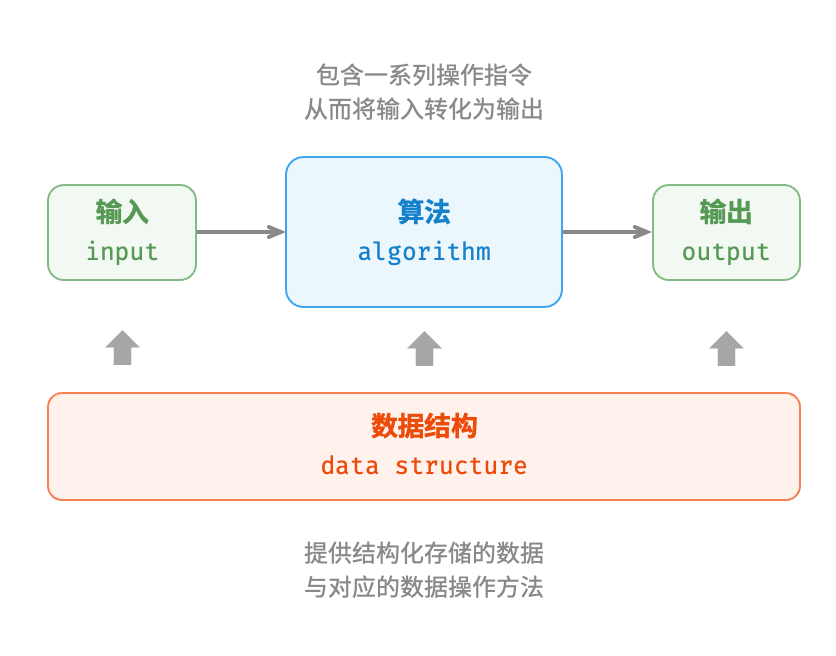 包含一系列操作指令
从而将输入转化为输出
输入
input
算法
algorithm
输出
output
数据结构
data structure
提供结构化存储的数据
与对应的数据操作方法